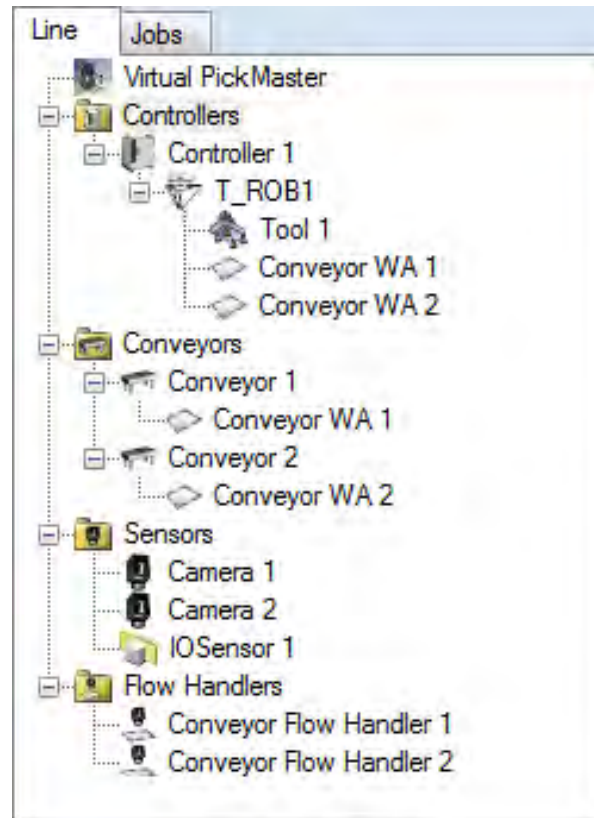 Line Jobs
Virtual PickMaster
Controllers
Controller 1
T_ROB1
Tool 1
Conveyor WA 1
Conveyor WA 2
Conveyors
Conveyor 1
Conveyor WA 1
Conveyor 2
Conveyor WA 2
Sensors
Camera 1
Camera 2
IOSensor 1
Flow Handlers
Conveyor Flow Handler 1
Conveyor Flow Handler 2